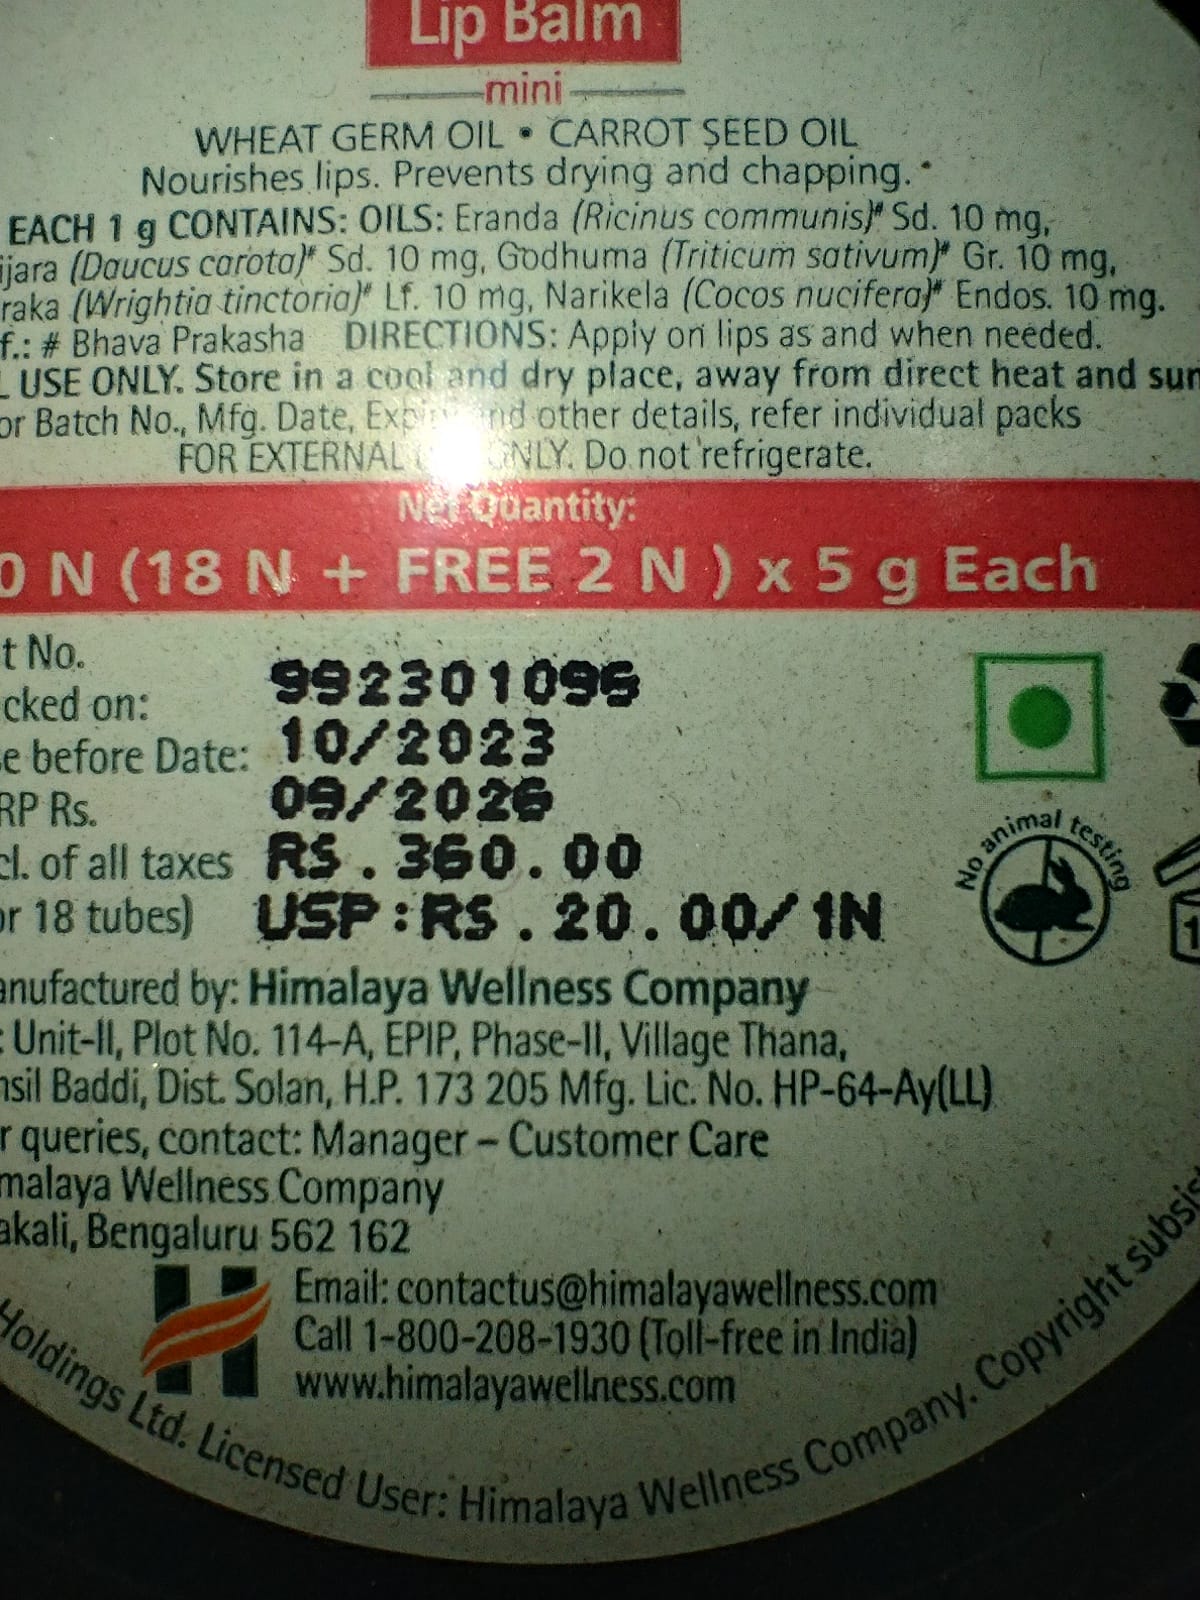 Lip Balm
mini
WHEAT GERM OIL • CARROT SEED OIL
Nourishes lips. Prevents drying and chapping.
EACH 1 g CONTAINS: OILS: Eranda (Ricinus communis)# Sd. 10 mg,
ijara (Daucus carota)# Sd. 10 mg, Godhuma (Triticum sativum)# Gr. 10 mg,
raka (Wrightia tinctoria)# Lf. 10 mg, Narikela (Cocos nucifera)# Endos. 10 mg.
f.: # Bhava Prakasha DIRECTIONS: Apply on lips as and when needed.
L USE ONLY. Store in a cool and dry place, away from direct heat and sun
or Batch No., Mfg. Date, Expiry and other details, refer individual packs
FOR EXTERNAL ONLY. Do not refrigerate.
Net Quantity:
0 N (18 N + FREE 2 N ) x 5 g Each
t No. 992301096
cked on: 10/2023
e before Date: 09/2026
RP Rs. RS.360.00
cl. of all taxes USP:RS.20.00/1N
or 18 tubes)
No animal testing
anufactured by: Himalaya Wellness Company
: Unit-II, Plot No. 114-A, EPIP, Phase-II, Village Thana,
nsil Baddi, Dist. Solan, H.P. 173 205 Mfg. Lic. No. HP-64-Ay(LL)
r queries, contact: Manager – Customer Care
malaya Wellness Company
akali, Bengaluru 562 162
Email: contactus@himalayawellness.com
Call 1-800-208-1930 (Toll-free in India)
www.himalayawellness.com
Holdings Ltd. Licensed User: Himalaya Wellness Company. Copyright subsis